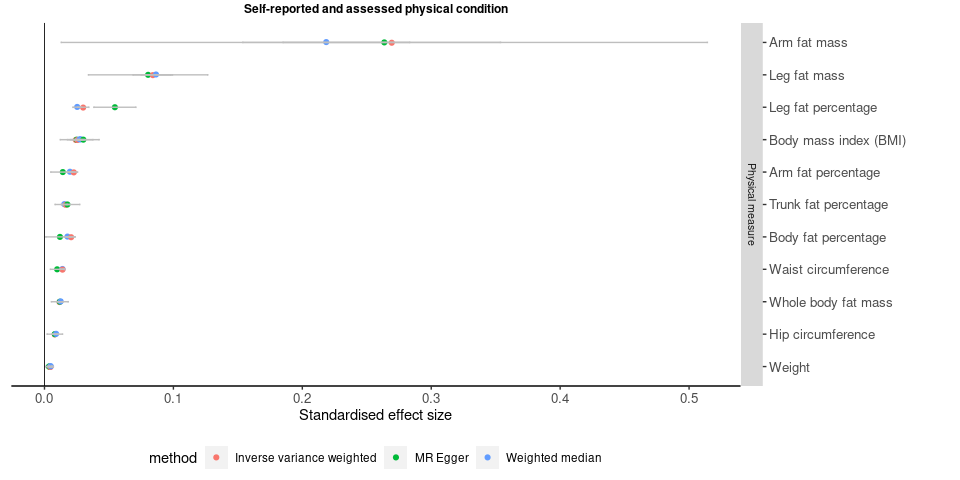 Self-reported and assessed physical condition
Arm fat mass
Leg fat mass
Leg fat percentage
Body mass index (BMI)
Arm fat percentage
Trunk fat percentage
Body fat percentage
Waist circumference
Whole body fat mass
Hip circumference
Weight
Physical measure
0.0 0.1 0.2 0.3 0.4 0.5
Standardised effect size
method Inverse variance weighted MR Egger Weighted median